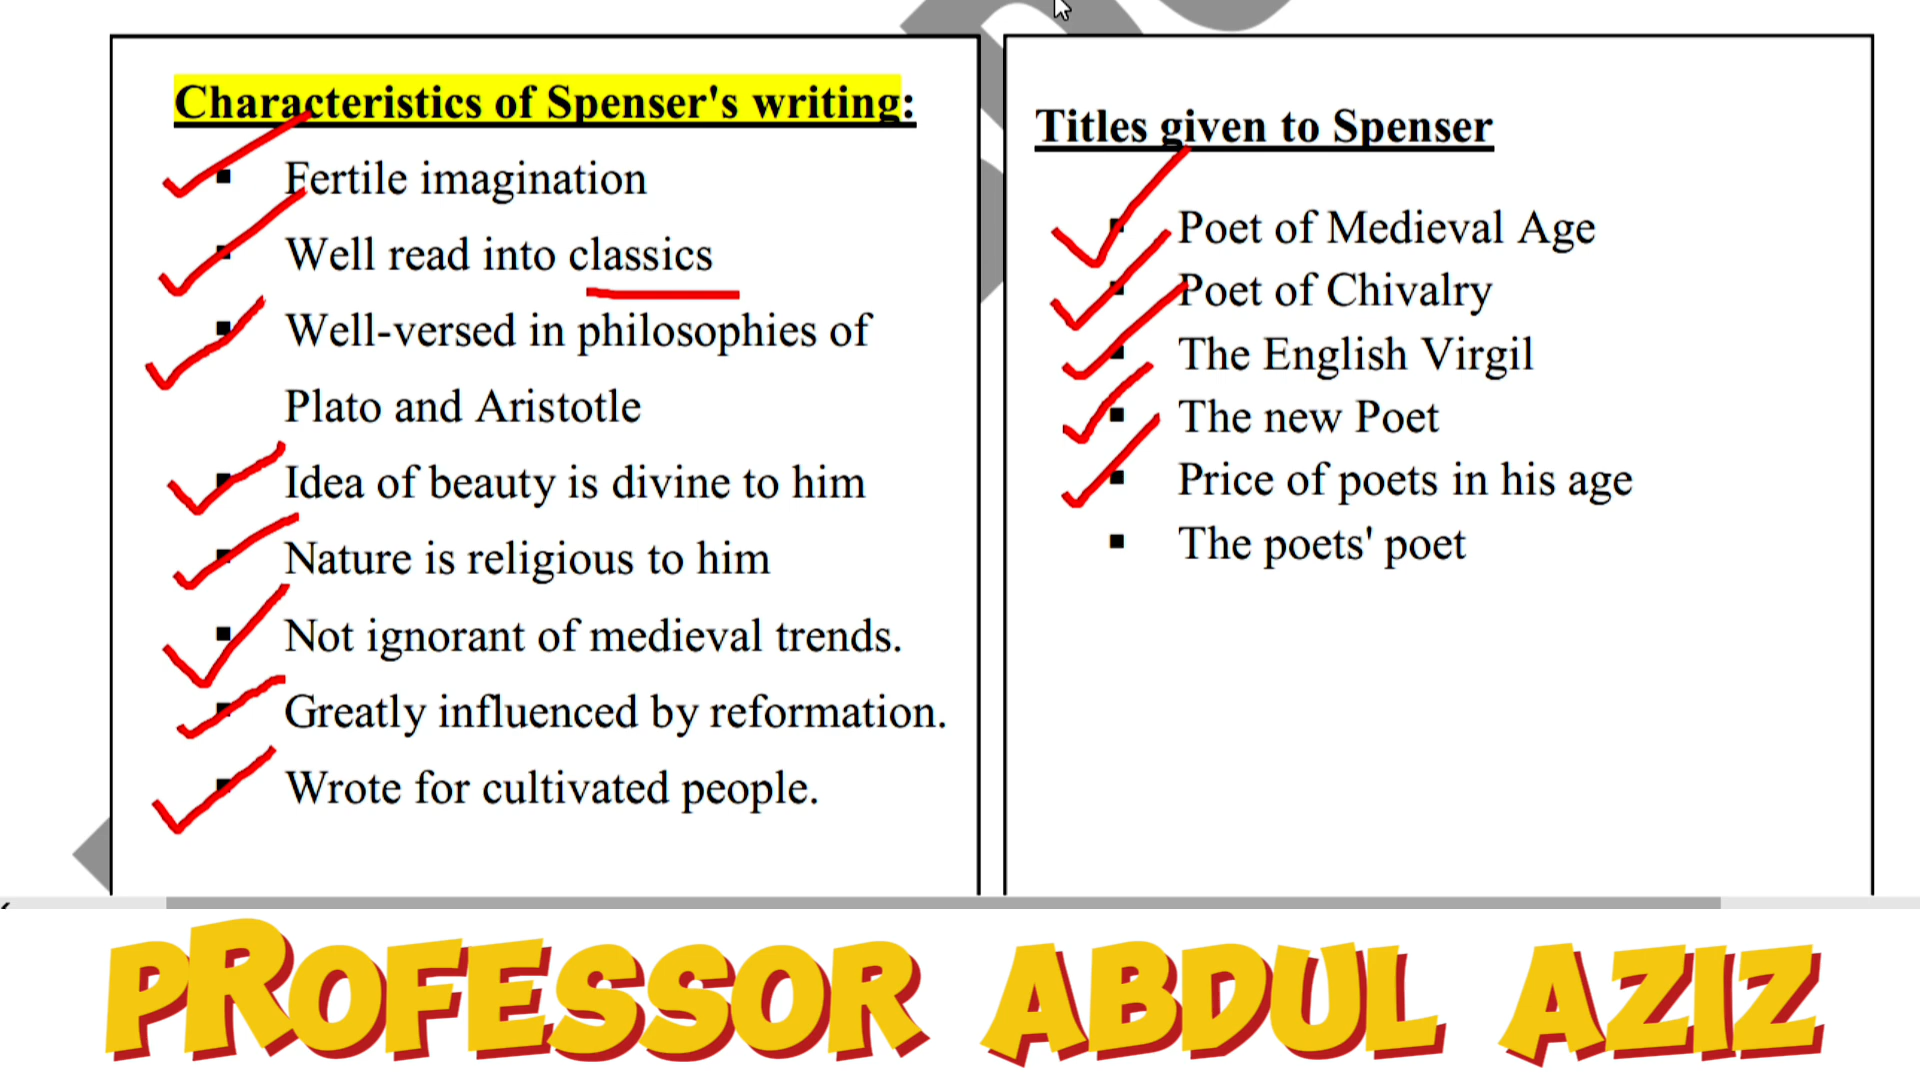 Characteristics of Spenser's writing:
▪ Fertile imagination
▪ Well read into classics
▪ Well-versed in philosophies of
Plato and Aristotle
▪ Idea of beauty is divine to him
▪ Nature is religious to him
▪ Not ignorant of medieval trends.
▪ Greatly influenced by reformation.
▪ Wrote for cultivated people.
Titles given to Spenser
▪ Poet of Medieval Age
▪ Poet of Chivalry
▪ The English Virgil
▪ The new Poet
▪ Price of poets in his age
▪ The poets' poet
PROFESSOR ABDUL AZIZ